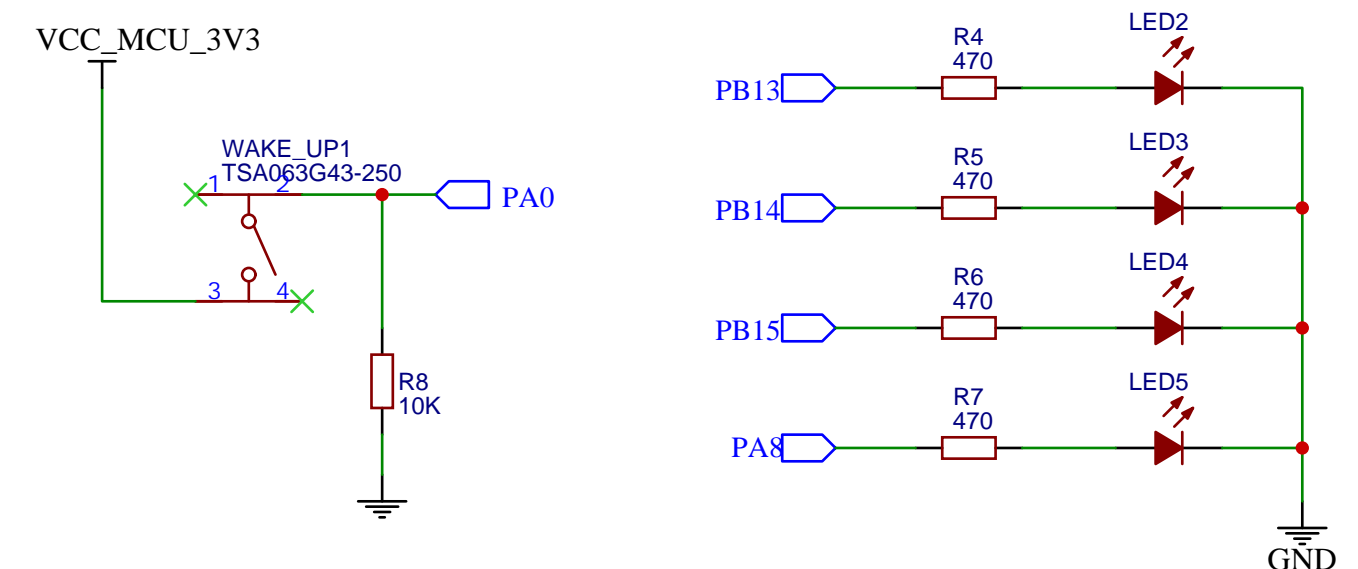 VCC_MCU_3V3
WAKE_UP1
TSA063G43-250
1
2
PA0
3
4
R8
10K
LED2
R4
470
PB13
LED3
R5
470
PB14
LED4
R6
470
PB15
LED5
R7
470
PA8
GND